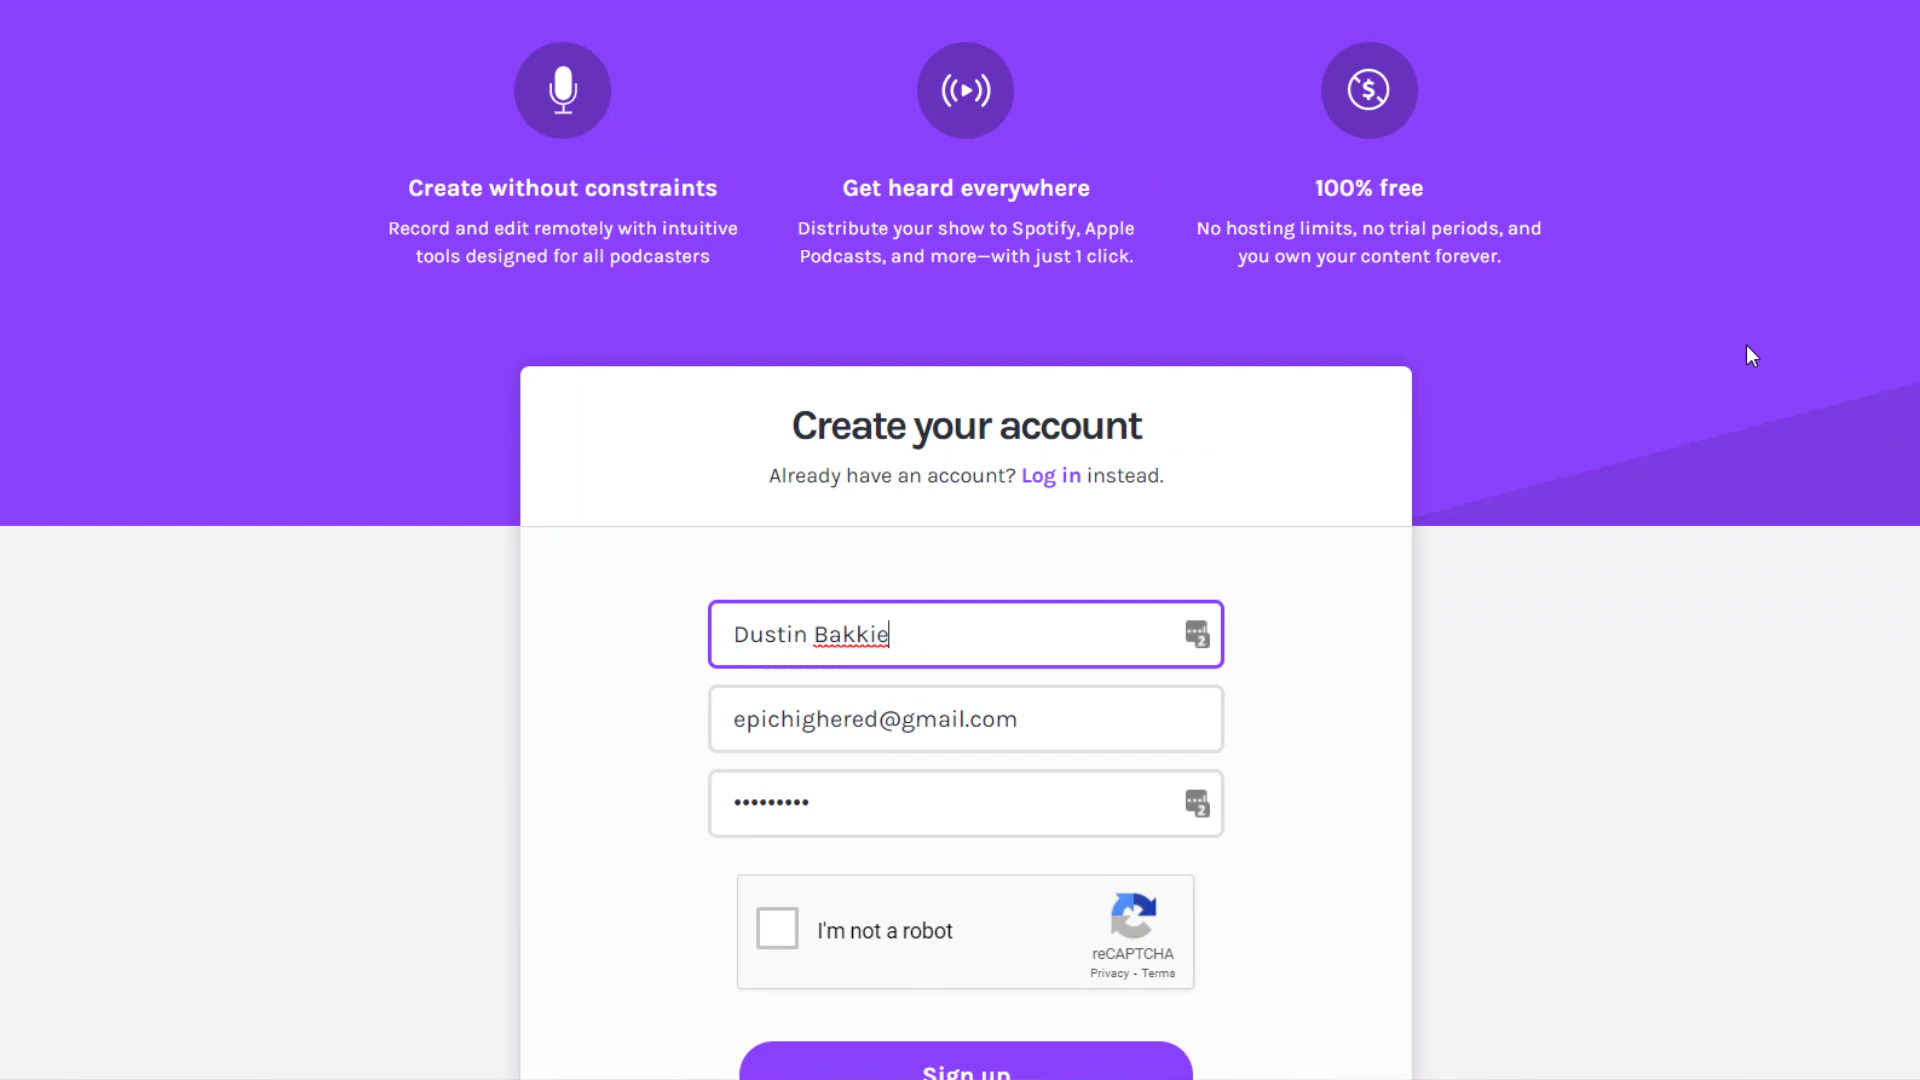 Create without constraints
Record and edit remotely with intuitive
tools designed for all podcasters
Get heard everywhere
Distribute your show to Spotify, Apple
Podcasts, and more—with just 1 click.
100% free
No hosting limits, no trial periods, and
you own your content forever.
Create your account
Already have an account? Log in instead.
Dustin Bakkie
epichighered@gmail.com
•••••••••
I'm not a robot
reCAPTCHA
Privacy - Terms
Sign up